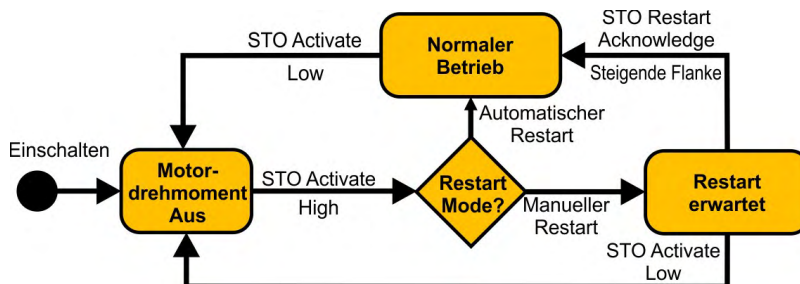 STO Activate
Low
Normaler
Betrieb
STO Restart
Acknowledge
Steigende Flanke
Automatischer
Restart
Einschalten
Motor-
drehmoment
Aus
STO Activate
High
Restart
Mode?
Manueller
Restart
Restart
erwartet
STO Activate
Low